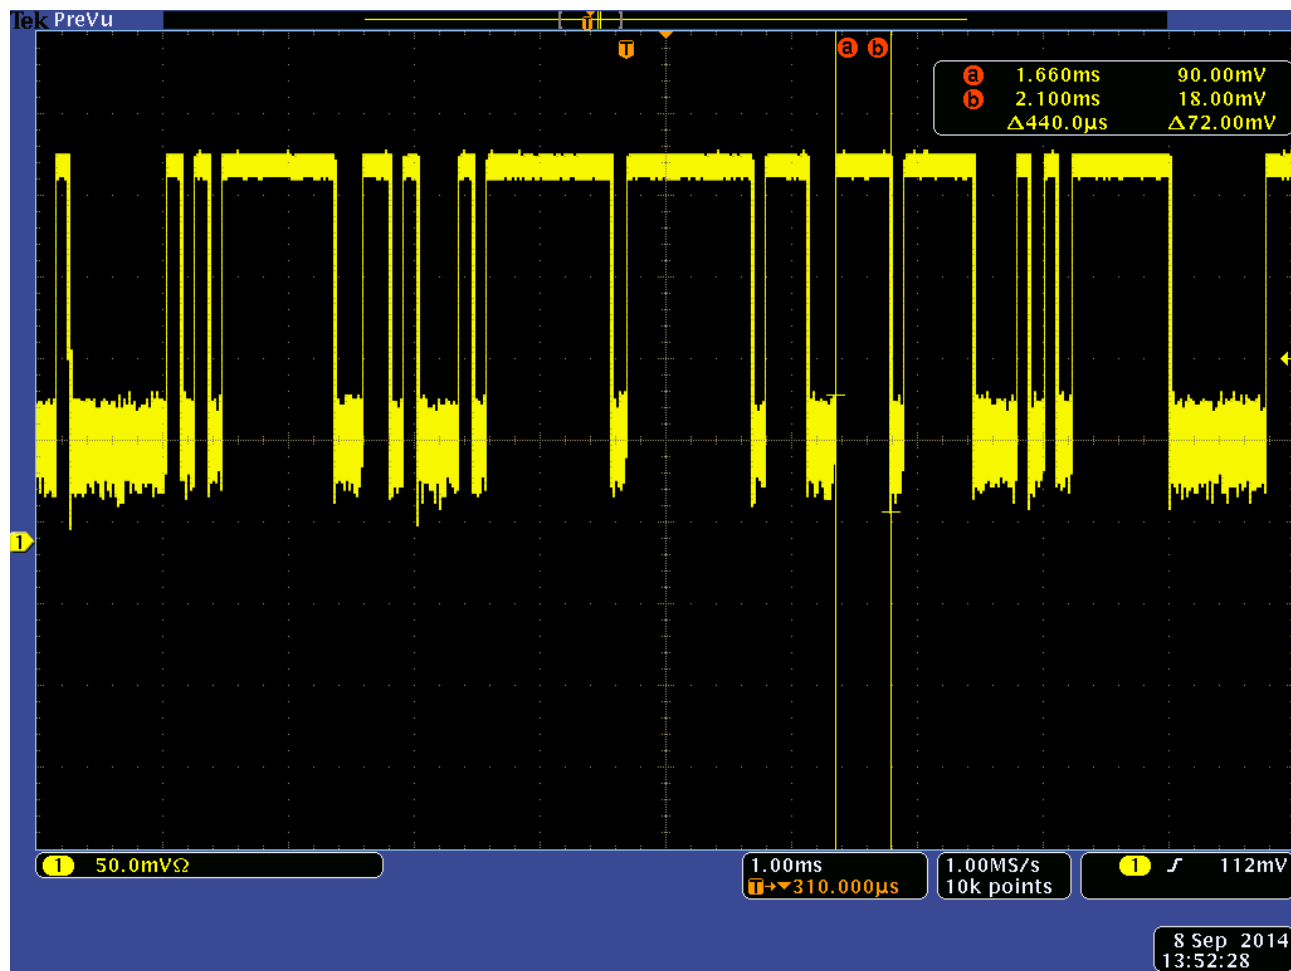 Tek PreVu
T
T
a b
a 1.660ms 90.00mV
b 2.100ms 18.00mV
Δ440.0µs Δ72.00mV
1
1 50.0mVΩ
1.00ms
T→▼310.000µs
1.00MS/s
10k points
1 112mV
8 Sep 2014
13:52:28